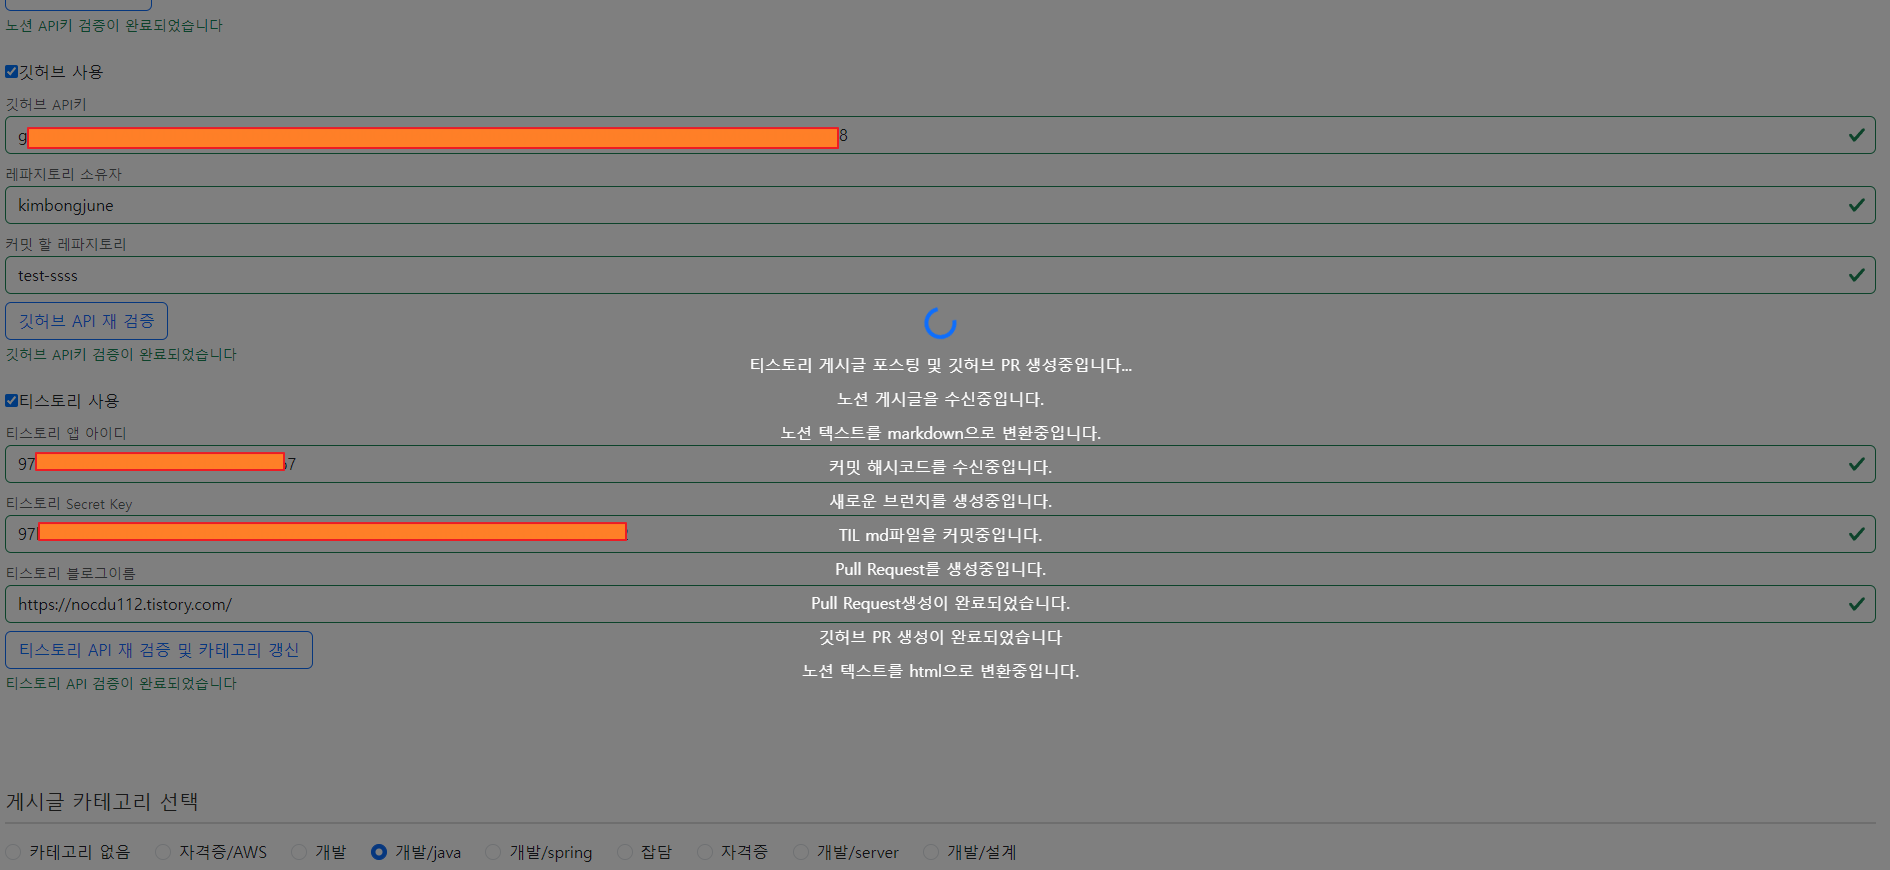 노션 API키 검증이 완료되었습니다
깃허브 사용
깃허브 API키
g 8
레파지토리 소유자
kimbongjune
커밋 할 레파지토리
test-ssss
깃허브 API 재 검증
깃허브 API키 검증이 완료되었습니다
티스토리 사용
티스토리 앱 아이디
97 7
티스토리 Secret Key
97
티스토리 블로그이름
https://nocdu112.tistory.com/
티스토리 API 재 검증 및 카테고리 갱신
티스토리 API 검증이 완료되었습니다
티스토리 게시글 포스팅 및 깃허브 PR 생성중입니다...
노션 게시글을 수신중입니다.
노션 텍스트를 markdown으로 변환중입니다.
커밋 해시코드를 수신중입니다.
새로운 브런치를 생성중입니다.
TIL md파일을 커밋중입니다.
Pull Request를 생성중입니다.
Pull Request생성이 완료되었습니다.
깃허브 PR 생성이 완료되었습니다
노션 텍스트를 html으로 변환중입니다.
게시글 카테고리 선택
카테고리 없음 자격증/AWS 개발 개발/java 개발/spring 잡담 자격증 개발/server 개발/설계